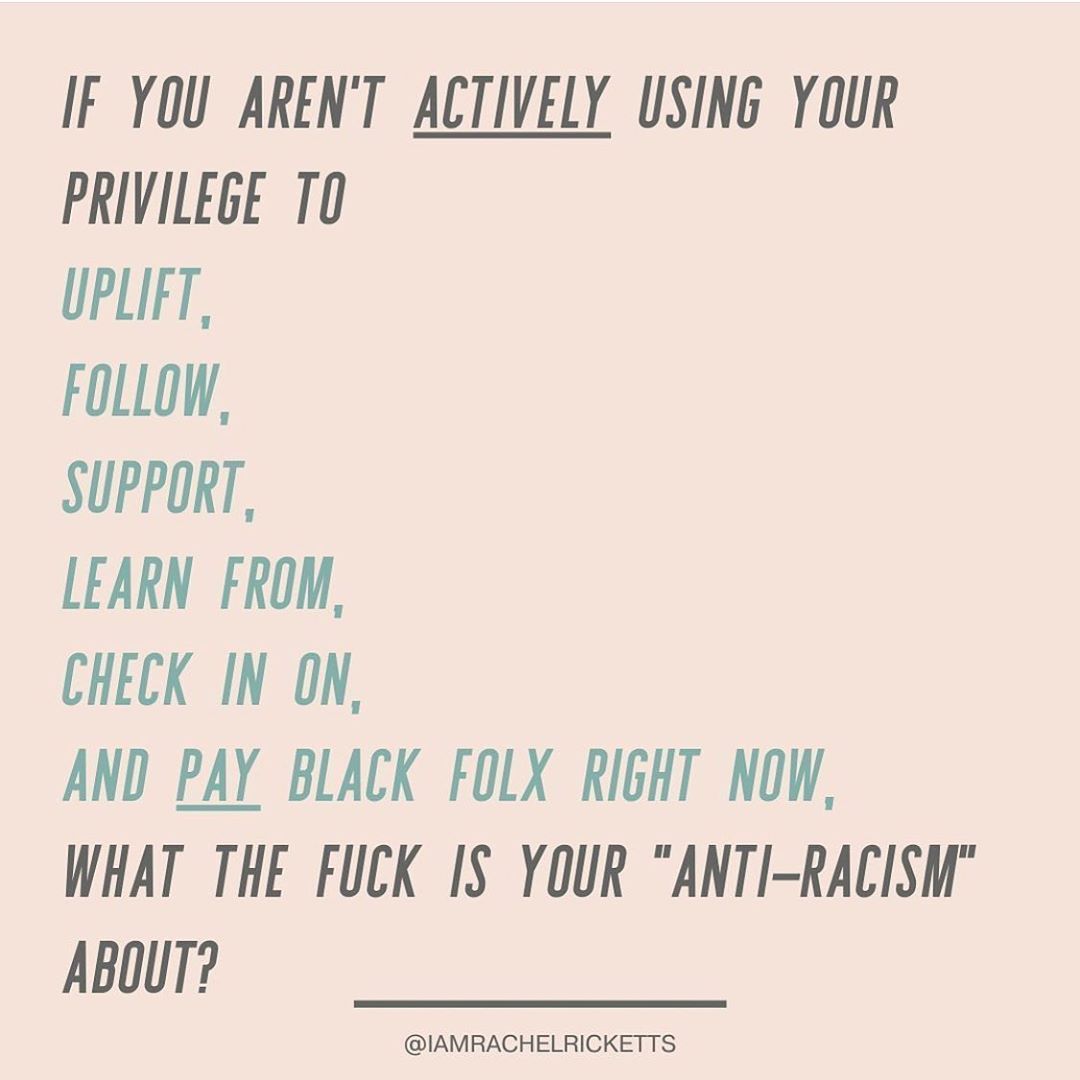 IF YOU AREN'T ACTIVELY USING YOUR
PRIVILEGE TO
UPLIFT,
FOLLOW,
SUPPORT,
LEARN FROM,
CHECK IN ON,
AND PAY BLACK FOLX RIGHT NOW,
WHAT THE FUCK IS YOUR "ANTI–RACISM"
ABOUT?
@IAMRACHELRICKETTS